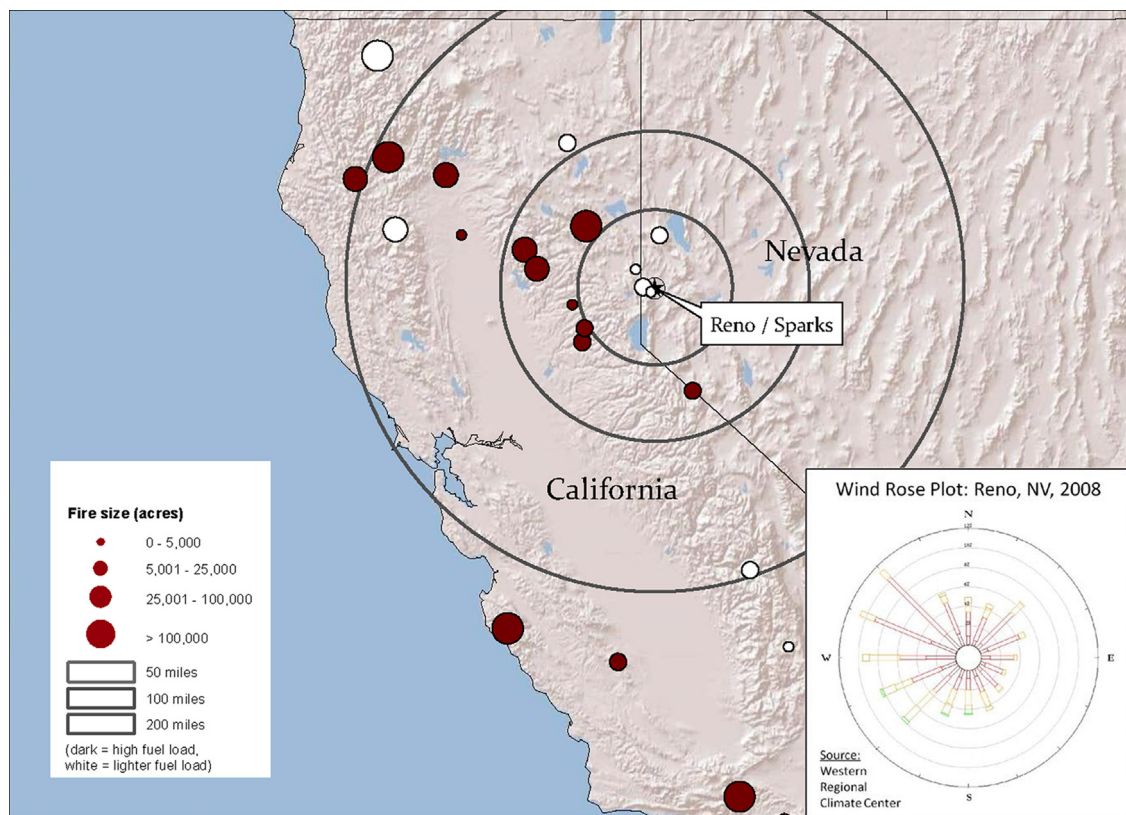 Nevada
Reno / Sparks
California
Fire size (acres)
0 - 5,000
5,001 - 25,000
25,001 - 100,000
> 100,000
50 miles
100 miles
200 miles
(dark = high fuel load,
white = lighter fuel load)
Wind Rose Plot: Reno, NV, 2008
N
W
E
S
Source:
Western
Regional
Climate Center